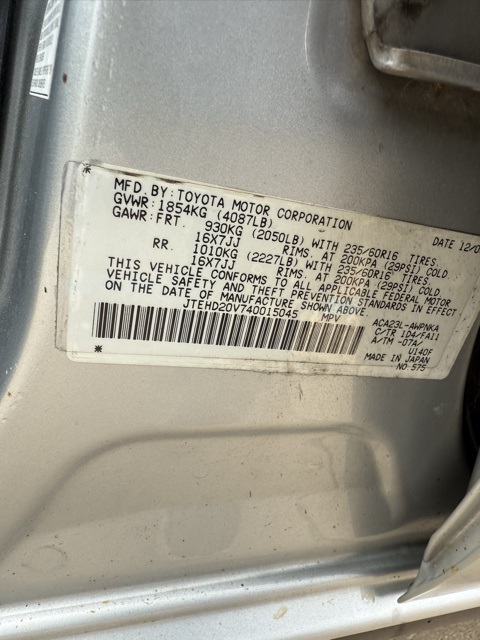 MFD.BY:TOYOTA MOTOR CORPORATION DATE 12/0
GVWR:1854KG (4087LB)
GAWR:FRT. 930KG (2050LB) WITH 235/60R16 TIRES.
16X7JJ RIMS. AT 200KPA (29PSI) COLD
RR. 1010KG (2227LB) WITH 235/60R16 TIRES.
16X7JJ RIMS. AT 200KPA (29PSI) COLD
THIS VEHICLE CONFORMS TO ALL APPLICABLE FEDERAL MOTOR
VEHICLE SAFETY AND THEFT PREVENTION STANDARDS IN EFFECT
ON THE DATE OF MANUFACTURE SHOWN ABOVE.
JTEHD20V740015045 MPV
ACA23L-AWPNKA
C/TR 1D4/FA11
A/TM -07A/
U140F
MADE IN JAPAN
NO 575